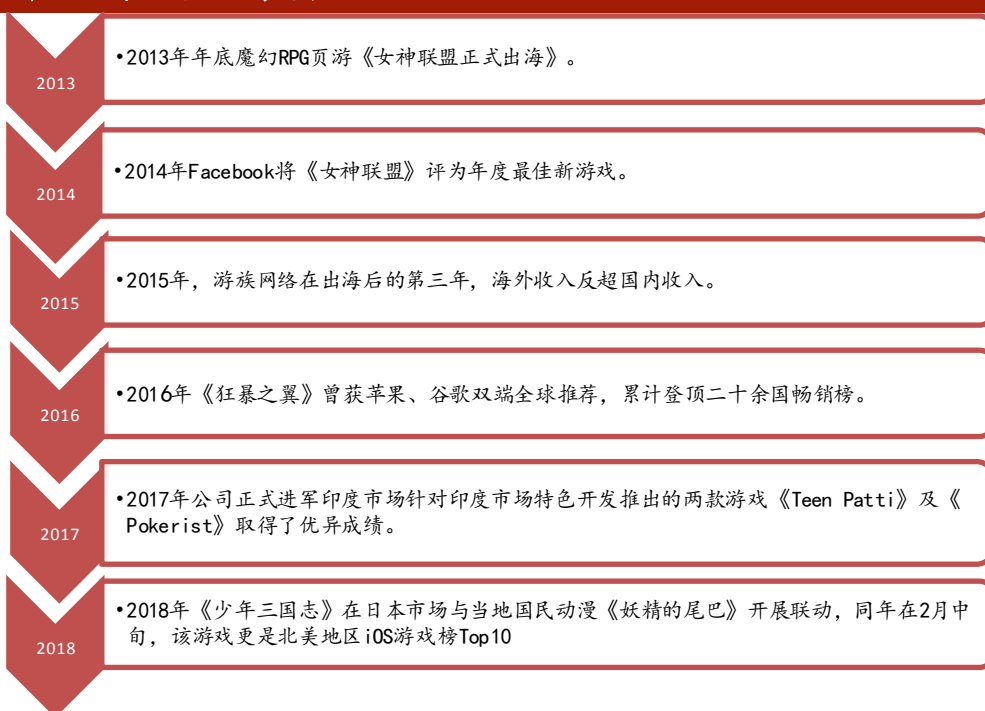 2013
•2013年年底魔幻RPG页游《女神联盟正式出海》。
2014
•2014年Facebook将《女神联盟》评为年度最佳新游戏。
2015
•2015年，游族网络在出海后的第三年，海外收入反超国内收入。
2016
•2016年《狂暴之翼》曾获苹果、谷歌双端全球推荐，累计登顶二十余国畅销榜。
2017
•2017年公司正式进军印度市场针对印度市场特色开发推出的两款游戏《Teen Patti》及《
Pokerist》取得了优异成绩。
2018
•2018年《少年三国志》在日本市场与当地国民动漫《妖精的尾巴》开展联动，同年在2月中
旬，该游戏更是北美地区iOS游戏榜Top10